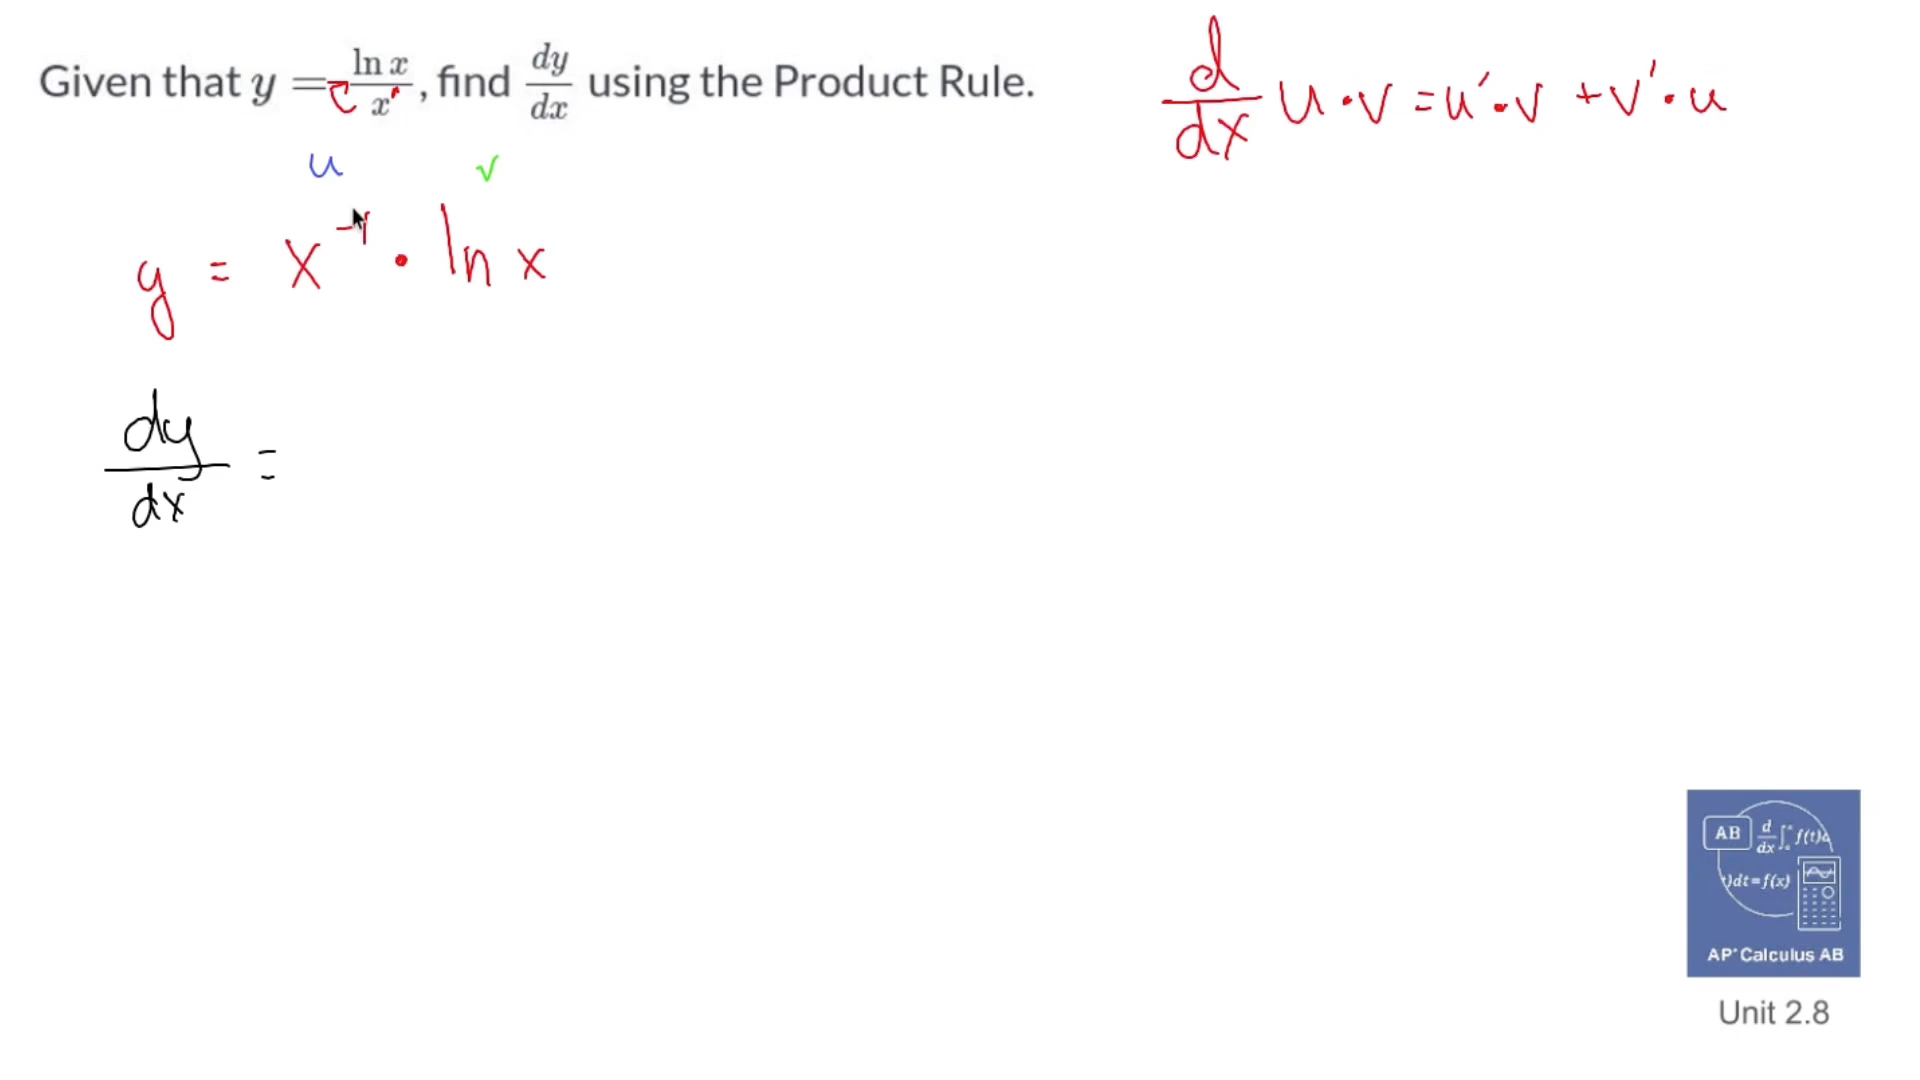 Given that y = ln x / x, find dy/dx using the Product Rule.
d/dx u · v = u' · v + v' · u
u v
y = x⁻¹ · ln x
dy/dx =
AB d/dx ∫ f(t)d
t)dt=f(x)
AP* Calculus AB
Unit 2.8